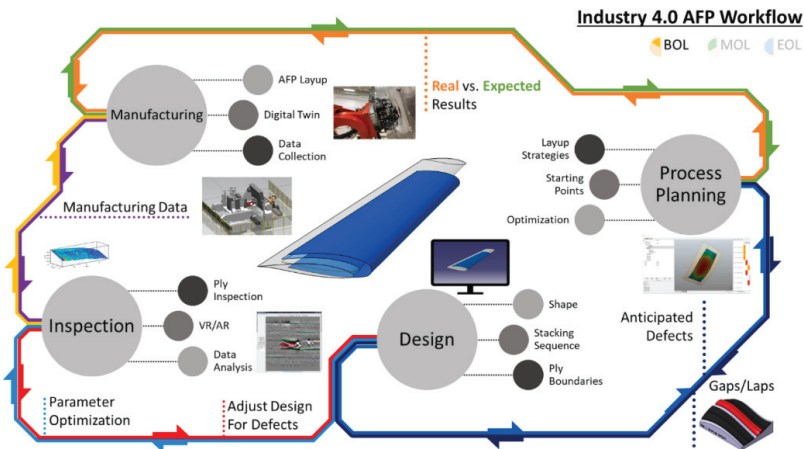 Industry 4.0 AFP Workflow
BOL
MOL
EOL
Manufacturing
AFP Layup
Digital Twin
Data
Collection
Real vs. Expected
Results
Layup
Strategies
Starting
Points
Optimization
Process
Planning
Manufacturing Data
Inspection
Ply
Inspection
VR/AR
Data
Analysis
Design
Shape
Stacking
Sequence
Ply
Boundaries
Anticipated
Defects
Gaps/Laps
Parameter
Optimization
Adjust Design
For Defects